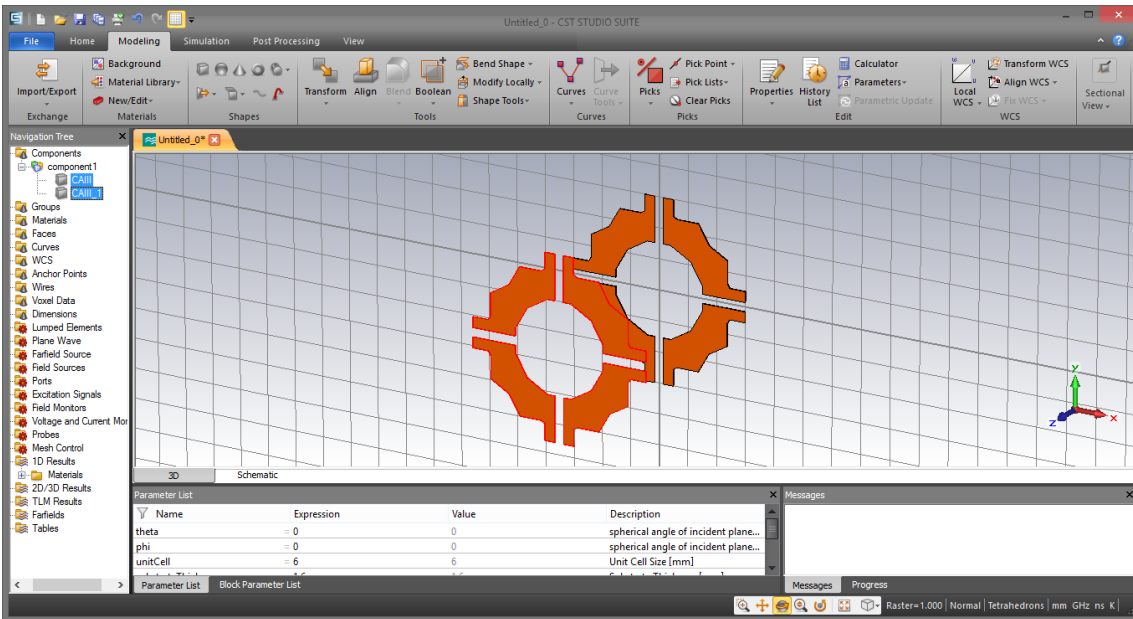 Untitled_0 - CST STUDIO SUITE
File Home Modeling Simulation Post Processing View
Import/Export
Exchange
Background
Material Library
New/Edit
Materials
Shapes
Transform Align Blend Boolean
Bend Shape
Modify Locally
Shape Tools
Tools
Curves Curve Tools
Curves
Picks
Pick Point
Pick Lists
Clear Picks
Picks
Properties History List
Calculator
Parameters
Parametric Update
Edit
Local WCS
Transform WCS
Align WCS
Fix WCS
WCS
Sectional View
Navigation Tree
Components
component1
CAIII
CAIII_1
Groups
Materials
Faces
Curves
WCS
Anchor Points
Wires
Voxel Data
Dimensions
Lumped Elements
Plane Wave
Farfield Source
Field Sources
Ports
Excitation Signals
Field Monitors
Voltage and Current Mor
Probes
Mesh Control
1D Results
Materials
2D/3D Results
TLM Results
Farfields
Tables
Untitled_0*
y
x
z
3D Schematic
Parameter List
Name Expression Value Description
theta = 0 0 spherical angle of incident plane...
phi = 0 0 spherical angle of incident plane...
unitCell = 6 6 Unit Cell Size [mm]
Parameter List Block Parameter List
Messages
Messages Progress
Raster=1.000 Normal Tetrahedrons mm GHz ns K